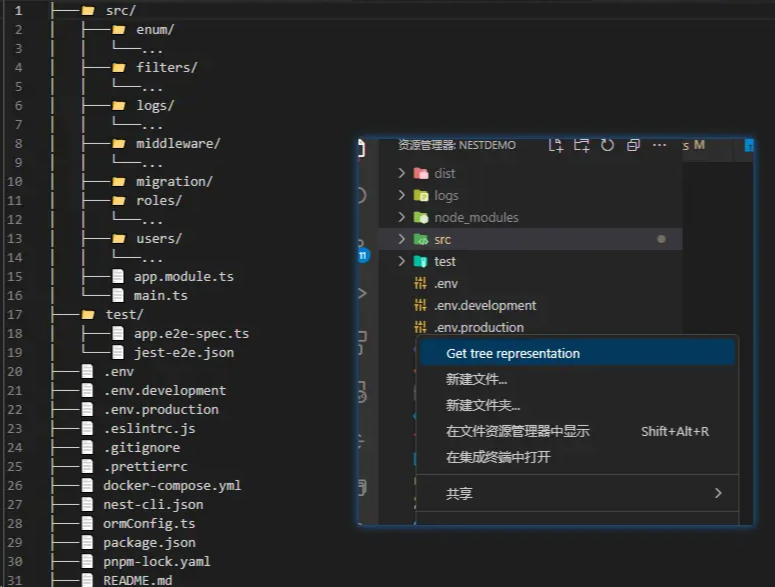 1 ├── src/
2 │ ├── enum/
3 │ │ └──...
4 │ ├── filters/
5 │ │ └──...
6 │ ├── logs/
7 │ │ └──...
8 │ ├── middleware/
9 │ │ └──...
10 │ ├── migration/
11 │ ├── roles/
12 │ │ └──...
13 │ ├── users/
14 │ │ └──...
15 │ ├── app.module.ts
16 │ └── main.ts
17 ├── test/
18 │ ├── app.e2e-spec.ts
19 │ └── jest-e2e.json
20 ├── .env
21 ├── .env.development
22 ├── .env.production
23 ├── .eslintrc.js
24 ├── .gitignore
25 ├── .prettierrc
26 ├── docker-compose.yml
27 ├── nest-cli.json
28 ├── ormConfig.ts
29 ├── package.json
30 ├── pnpm-lock.yaml
31 ├── README.md
资源管理器: NESTDEMO ··· s M
dist
logs
node_modules
src
test
.env
.env.development
.env.production
Get tree representation
新建文件...
新建文件夹...
在文件资源管理器中显示 Shift+Alt+R
在集成终端中打开
共享